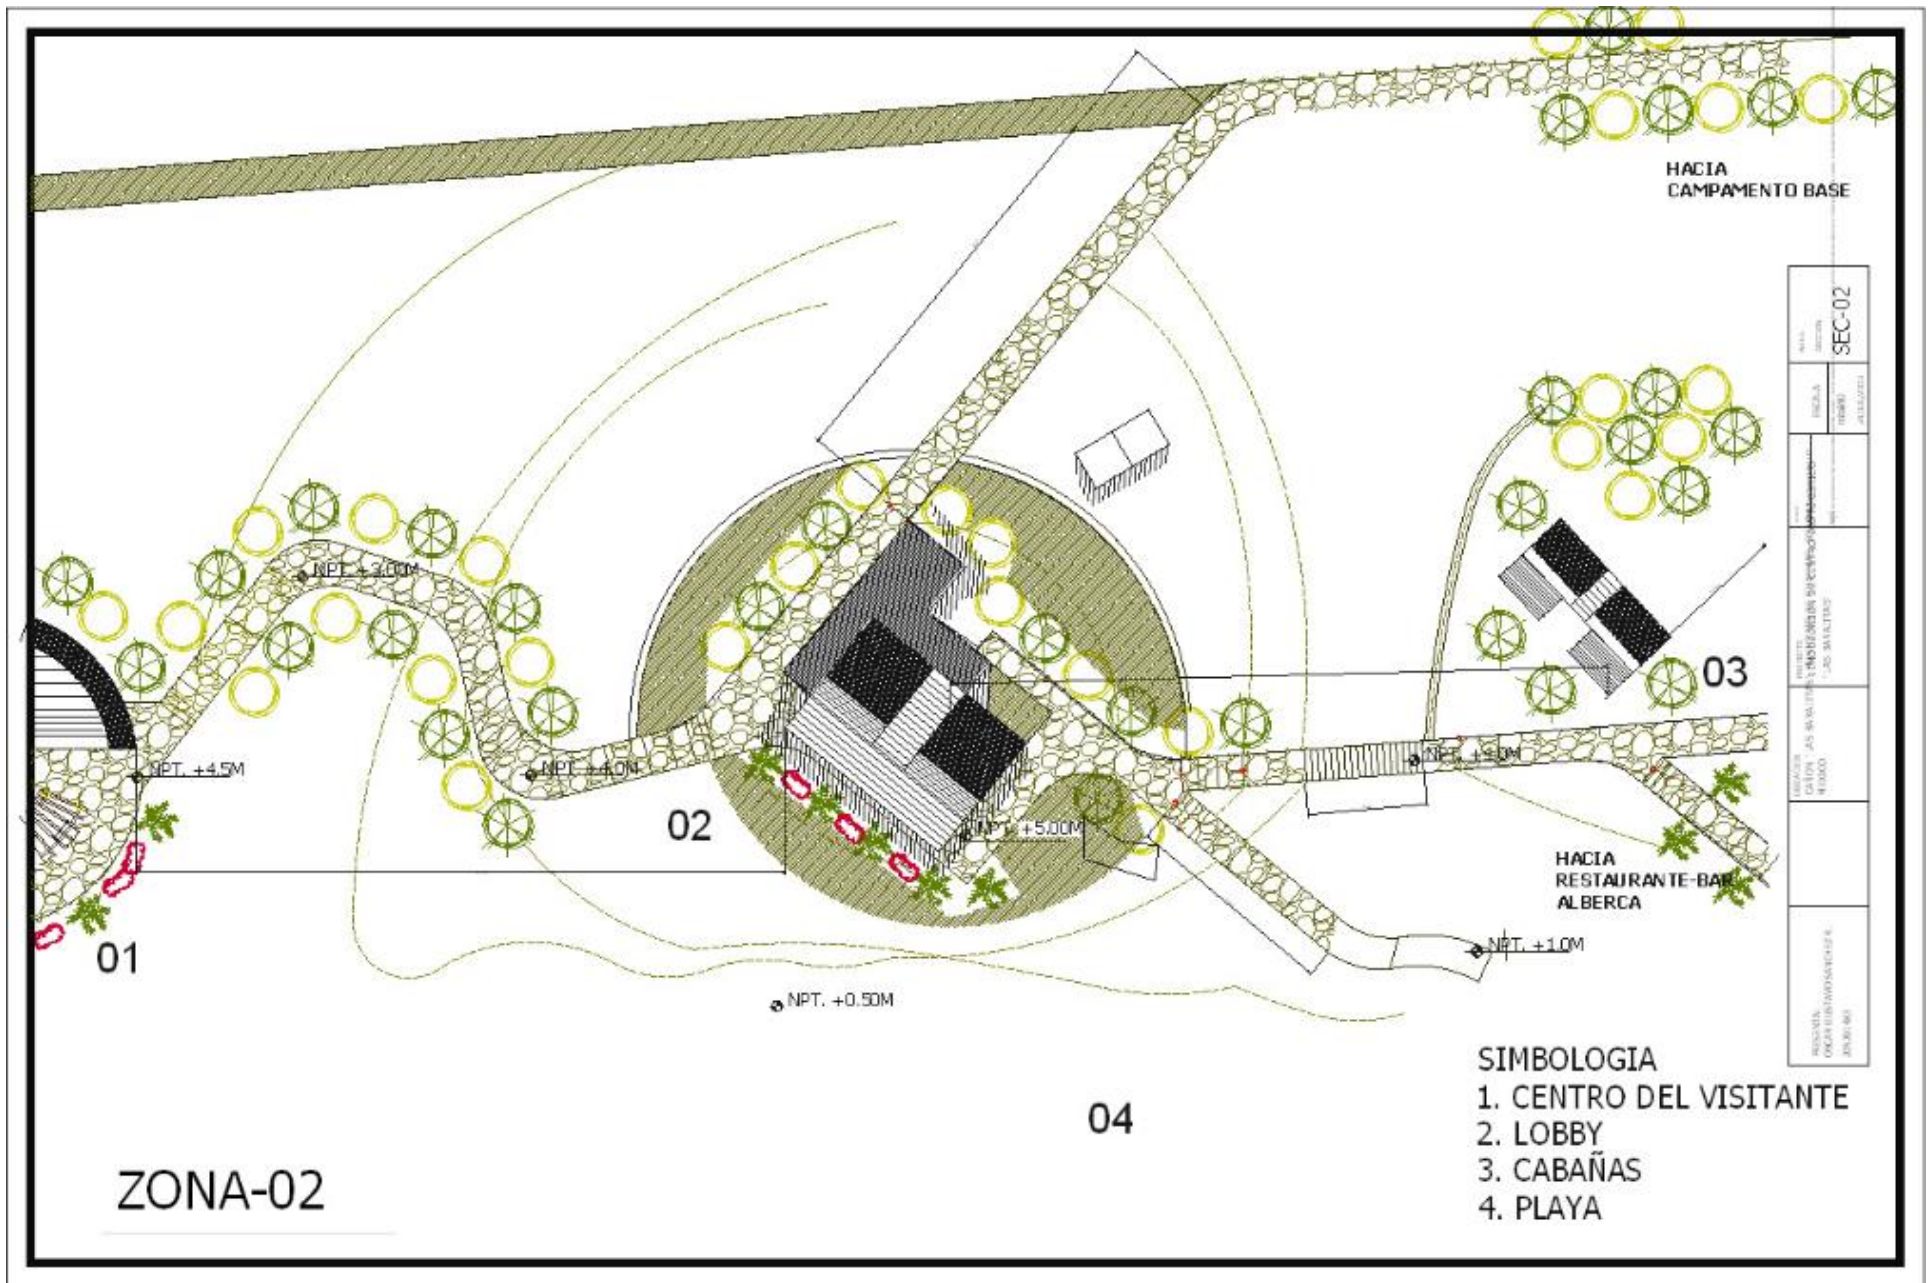 HACIA
CAMPAMENTO BASE
SEC-02
NPT. +3.00M
NPT. +4.5M
NPT. +4.0M
02
NPT. +5.00M
NPT. +4.0M
03
HACIA
RESTAURANTE-BAR
ALBERCA
01
NPT. +1.0M
NPT. +0.50M
04
ZONA-02
SIMBOLOGIA
1. CENTRO DEL VISITANTE
2. LOBBY
3. CABAÑAS
4. PLAYA